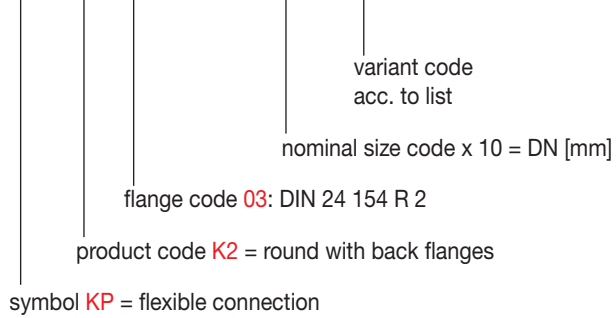 variant code
acc. to list
nominal size code x 10 = DN [mm]
flange code 03: DIN 24 154 R 2
product code K2 = round with back flanges
symbol KP = flexible connection